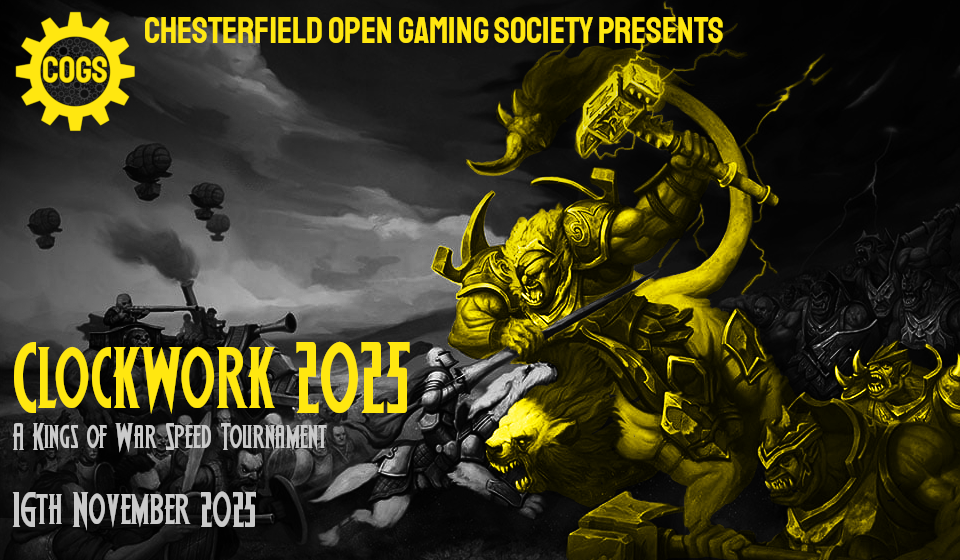 COGS
CHESTERFIELD OPEN GAMING SOCIETY PRESENTS
CLOCKWORK 2025
A KINGS OF WAR SPEED TOURNAMENT
16TH NOVEMBER 2025